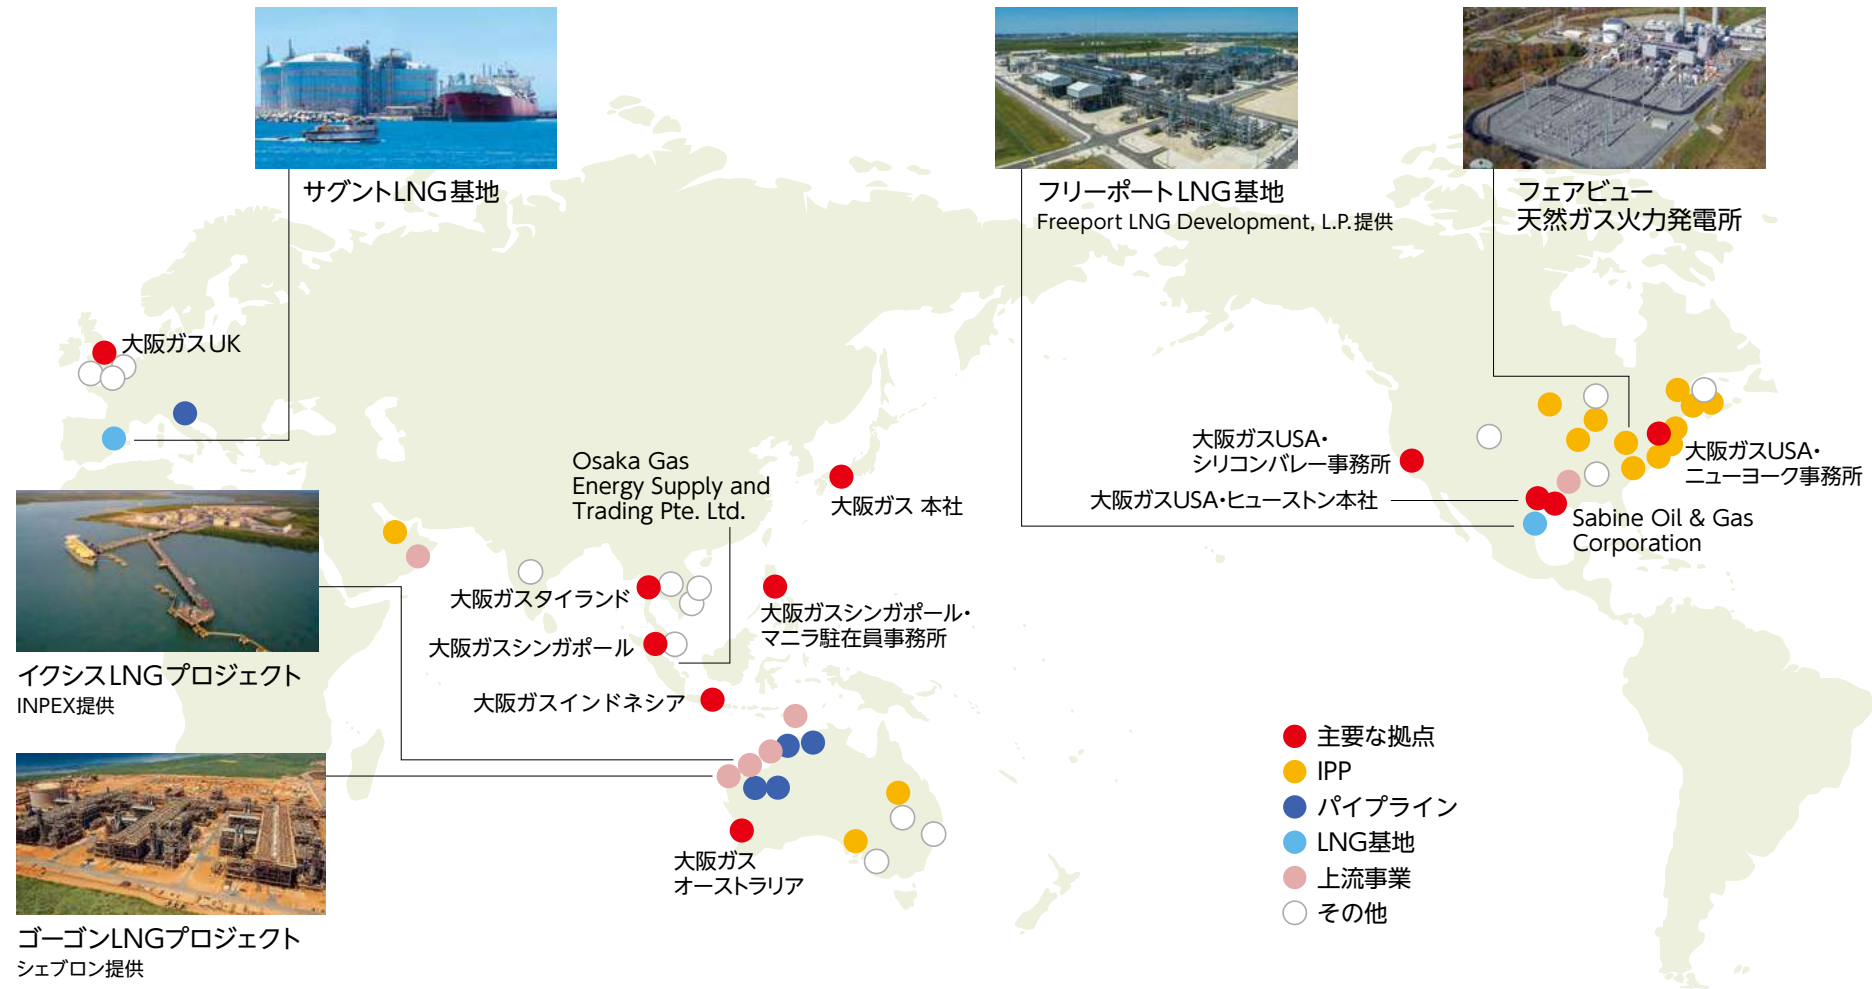 サグントLNG基地
フリーポートLNG基地
Freeport LNG Development, L.P.提供
フェアビュー
天然ガス火力発電所
大阪ガスUK
Osaka Gas
Energy Supply and
Trading Pte. Ltd.
大阪ガス 本社
大阪ガスUSA・
シリコンバレー事務所
大阪ガスUSA・ヒューストン本社
大阪ガスUSA・
ニューヨーク事務所
Sabine Oil & Gas
Corporation
大阪ガスタイランド
大阪ガスシンガポール・
マニラ駐在員事務所
大阪ガスシンガポール
大阪ガスインドネシア
イクシスLNGプロジェクト
INPEX提供
大阪ガス
オーストラリア
ゴーゴンLNGプロジェクト
シェブロン提供
主要な拠点
IPP
パイプライン
LNG基地
上流事業
その他